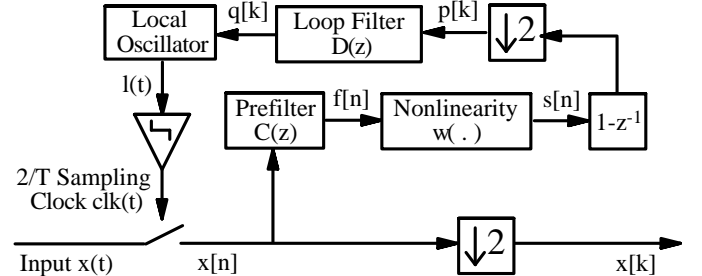 Local
Oscillator
q[k]
Loop Filter
D(z)
p[k]
↓2
l(t)
Prefilter
C(z)
f[n]
Nonlinearity
w( . )
s[n]
1-z⁻¹
2/T Sampling
Clock clk(t)
Input x(t)
x[n]
↓2
x[k]